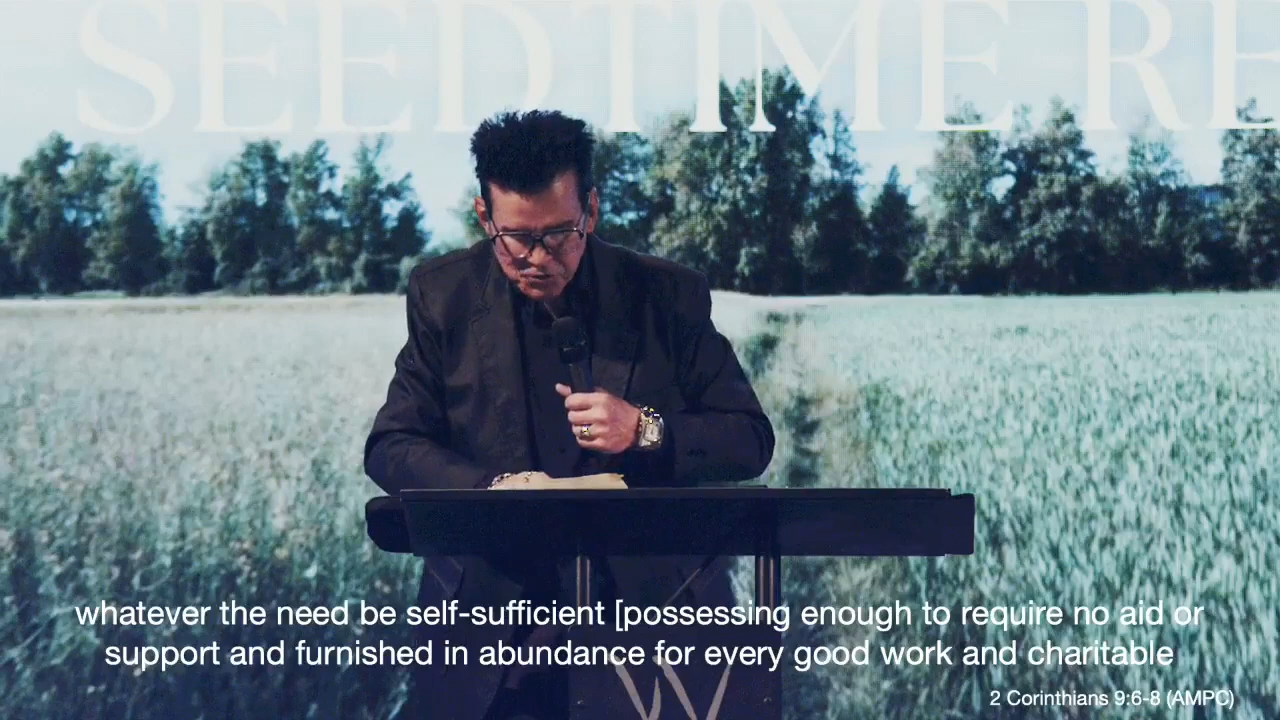 SEEDTIME RE
whatever the need be self-sufficient [possessing enough to require no aid or
support and furnished in abundance for every good work and charitable
2 Corinthians 9:6-8 (AMPC)
W